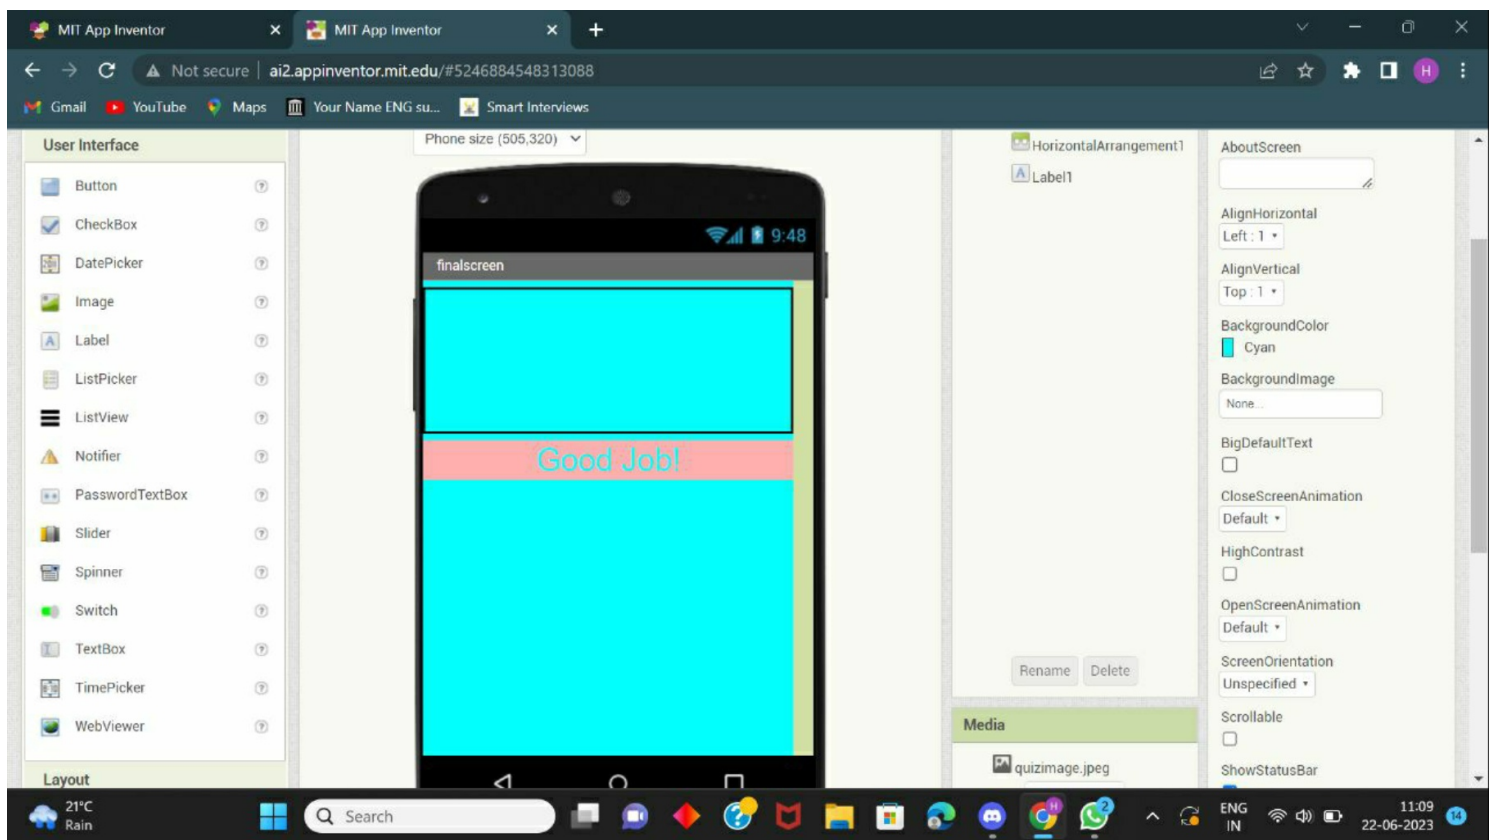 MIT App Inventor
MIT App Inventor
Not secure
ai2.appinventor.mit.edu/#5246884548313088
H
Gmail
YouTube
Maps
Your Name ENG su...
Smart Interviews
User Interface
Button
CheckBox
DatePicker
Image
Label
ListPicker
ListView
Notifier
PasswordTextBox
Slider
Spinner
Switch
TextBox
TimePicker
WebViewer
Layout
Phone size (505,320)
9:48
finalscreen
Good Job!
HorizontalArrangement1
A Label1
Rename Delete
Media
quizimage.jpeg
AboutScreen
AlignHorizontal
Left : 1
AlignVertical
Top : 1
BackgroundColor
Cyan
BackgroundImage
None...
BigDefaultText
CloseScreenAnimation
Default
HighContrast
OpenScreenAnimation
Default
ScreenOrientation
Unspecified
Scrollable
ShowStatusBar
21°C
Rain
Search
2
ENG
IN
11:09
22-06-2023
14